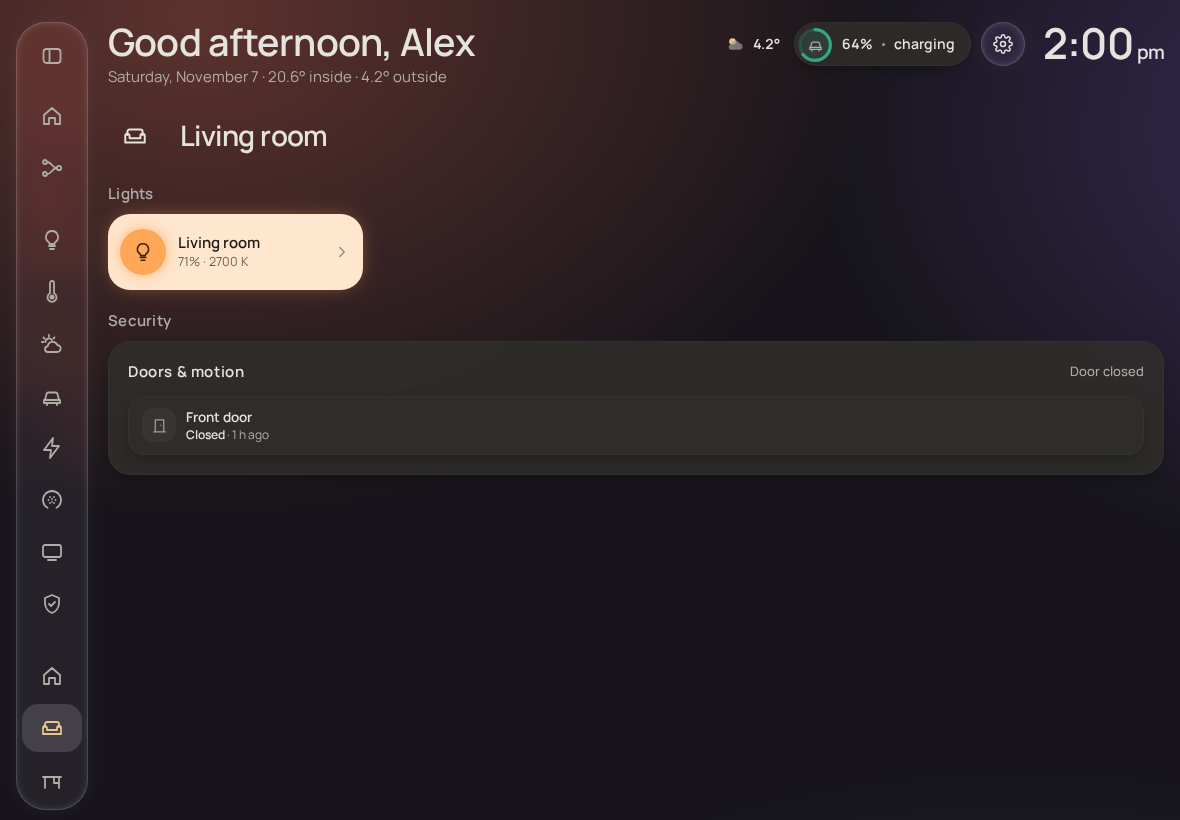 Good afternoon, Alex
Saturday, November 7 · 20.6° inside · 4.2° outside
4.2°
64% • charging
2:00 pm
Living room
Lights
Living room
71% · 2700 K
Security
Doors & motion
Door closed
Front door
Closed · 1 h ago